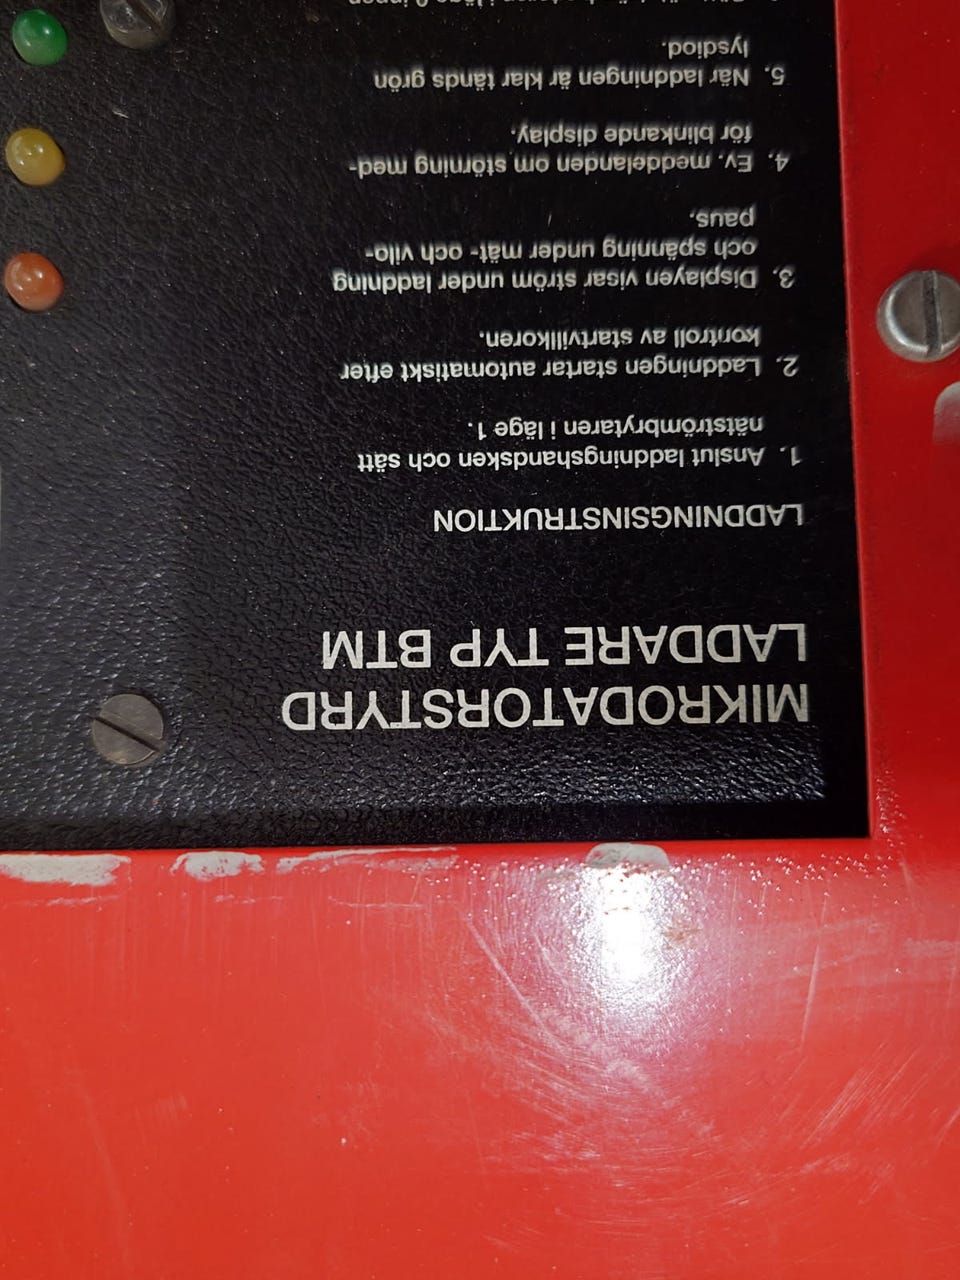 MIKRODATORSTYRD
LADDARE TYP BTM
LADDNINGSINSTRUKTION
1. Anslut laddningshandsken och sätt
nätströmbrytaren i läge 1.
2. Laddningen startar automatiskt efter
kontroll av startvillkoren.
3. Displayen visar ström under laddning
och spänning under mät- och vilo-
paus.
4. Ev. meddelanden om störning med-
för blinkande display.
5. När laddningen är klar tänds grön
lysdiod.